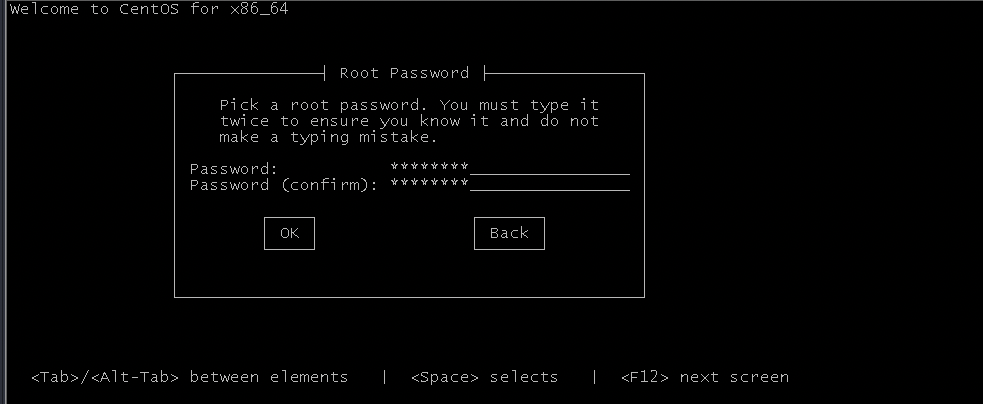 Welcome to CentOS for x86_64
Root Password
Pick a root password. You must type it
twice to ensure you know it and do not
make a typing mistake.
Password: ********________________
Password (confirm): ********________________
OK Back
<Tab>/<Alt-Tab> between elements | <Space> selects | <F12> next screen